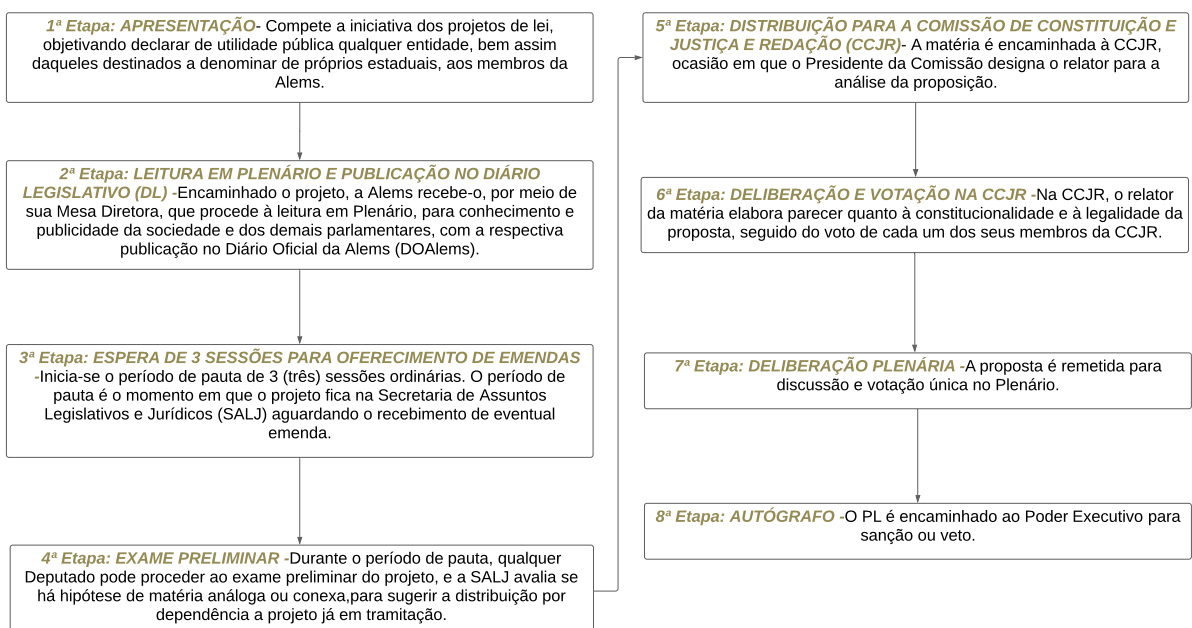 1ª Etapa: APRESENTAÇÃO- Compete a iniciativa dos projetos de lei,
objetivando declarar de utilidade pública qualquer entidade, bem assim
daqueles destinados a denominar de próprios estaduais, aos membros da
Alems.
2ª Etapa: LEITURA EM PLENÁRIO E PUBLICAÇÃO NO DIÁRIO
LEGISLATIVO (DL) -Encaminhado o projeto, a Alems recebe-o, por meio de
sua Mesa Diretora, que procede à leitura em Plenário, para conhecimento e
publicidade da sociedade e dos demais parlamentares, com a respectiva
publicação no Diário Oficial da Alems (DOAlems).
3ª Etapa: ESPERA DE 3 SESSÕES PARA OFERECIMENTO DE EMENDAS
-Inicia-se o período de pauta de 3 (três) sessões ordinárias. O período de
pauta é o momento em que o projeto fica na Secretaria de Assuntos
Legislativos e Jurídicos (SALJ) aguardando o recebimento de eventual
emenda.
4ª Etapa: EXAME PRELIMINAR -Durante o período de pauta, qualquer
Deputado pode proceder ao exame preliminar do projeto, e a SALJ avalia se
há hipótese de matéria análoga ou conexa,para sugerir a distribuição por
dependência a projeto já em tramitação.
5ª Etapa: DISTRIBUIÇÃO PARA A COMISSÃO DE CONSTITUIÇÃO E
JUSTIÇA E REDAÇÃO (CCJR)- A matéria é encaminhada à CCJR,
ocasião em que o Presidente da Comissão designa o relator para a
análise da proposição.
6ª Etapa: DELIBERAÇÃO E VOTAÇÃO NA CCJR -Na CCJR, o relator
da matéria elabora parecer quanto à constitucionalidade e à legalidade da
proposta, seguido do voto de cada um dos seus membros da CCJR.
7ª Etapa: DELIBERAÇÃO PLENÁRIA -A proposta é remetida para
discussão e votação única no Plenário.
8ª Etapa: AUTÓGRAFO -O PL é encaminhado ao Poder Executivo para
sanção ou veto.